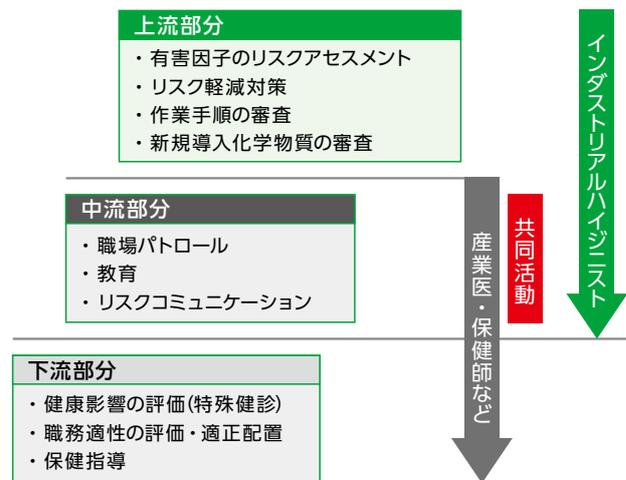 上流部分
・有害因子のリスクアセスメント
・リスク軽減対策
・作業手順の審査
・新規導入化学物質の審査
中流部分
・職場パトロール
・教育
・リスクコミュニケーション
下流部分
・健康影響の評価(特殊健診)
・職務適性の評価・適正配置
・保健指導
産業医・保健師など
共同活動
インダストリアルハイジニスト